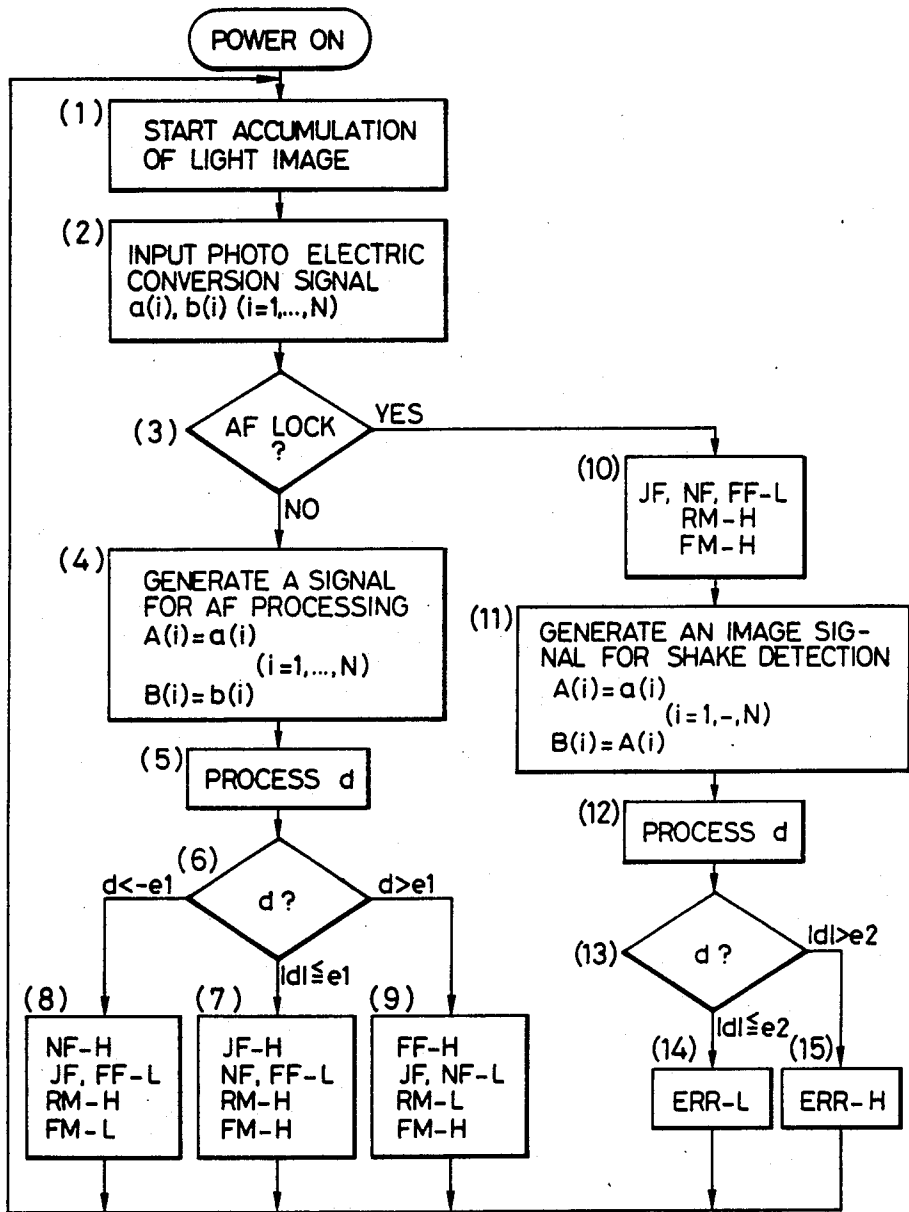 POWER ON
(1)
START ACCUMULATION
OF LIGHT IMAGE
(2)
INPUT PHOTO ELECTRIC
CONVERSION SIGNAL
a(i), b(i) (i=1,...,N)
(3)
AF LOCK
?
YES
NO
(4)
GENERATE A SIGNAL
FOR AF PROCESSING
A(i)=a(i)
(i=1,...,N)
B(i)=b(i)
(5)
PROCESS d
(6)
d?
d<-e1
d>e1
|d|≦e1
(8)
NF-H
JF, FF-L
RM-H
FM-L
(7)
JF-H
NF, FF-L
RM-H
FM-H
(9)
FF-H
JF, NF-L
RM-L
FM-H
(10)
JF, NF, FF-L
RM-H
FM-H
(11)
GENERATE AN IMAGE SIG-
NAL FOR SHAKE DETECTION
A(i)=a(i)
(i=1,-,N)
B(i)=A(i)
(12)
PROCESS d
(13)
d?
|d|>e2
|d|≦e2
(14)
ERR-L
(15)
ERR-H